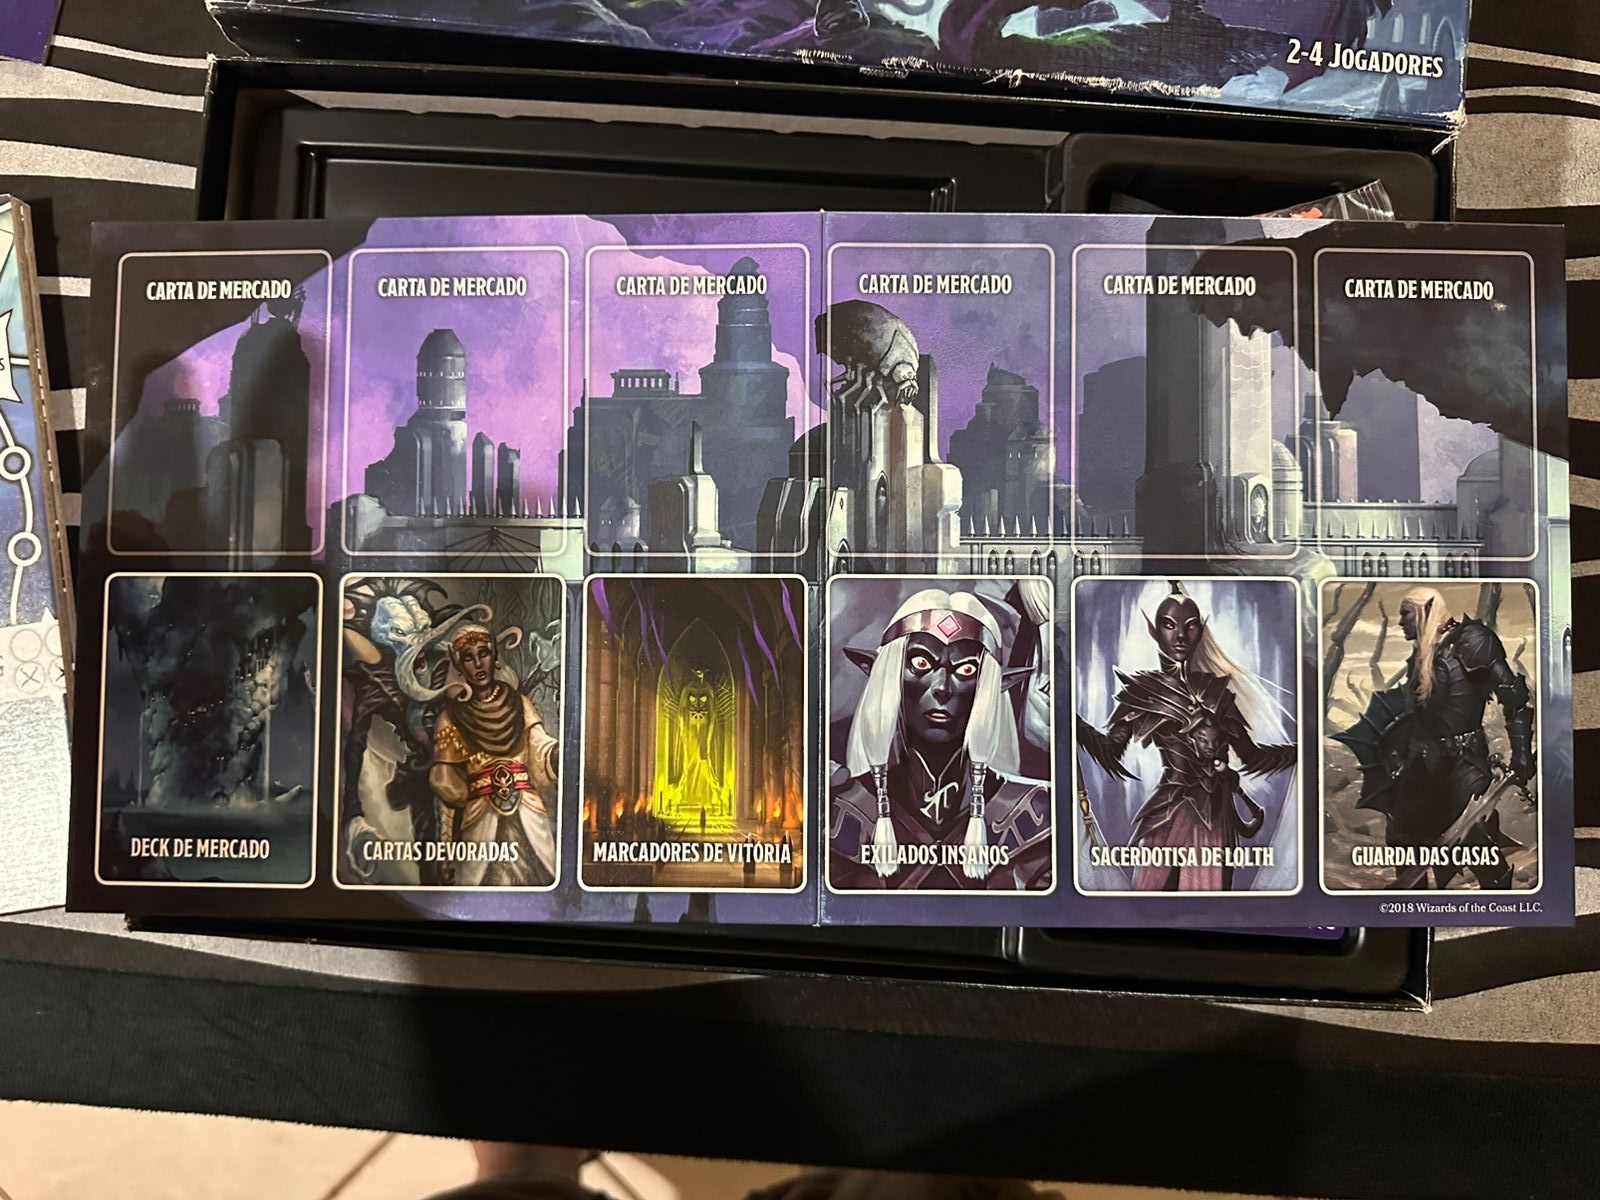 2-4 JOGADORES
CARTA DE MERCADO
CARTA DE MERCADO
CARTA DE MERCADO
CARTA DE MERCADO
CARTA DE MERCADO
CARTA DE MERCADO
DECK DE MERCADO
CARTAS DEVORADAS
MARCADORES DE VITÓRIA
EXILADOS INSANOS
SACERDOTISA DE LOLTH
GUARDA DAS CASAS
©2018 Wizards of the Coast LLC.